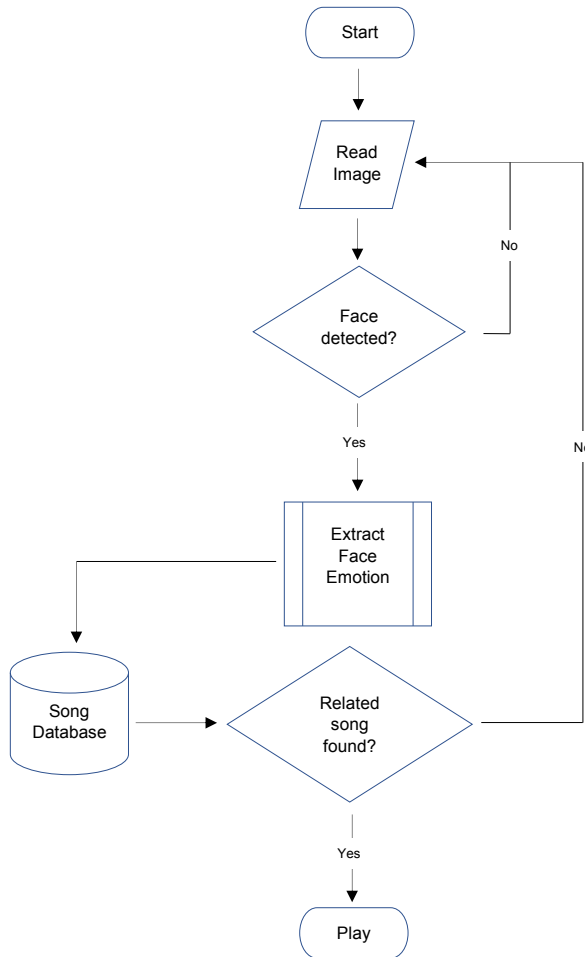 Start
Read
Image
No
Face
detected?
Yes
No
Extract
Face
Emotion
Song
Database
Related
song
found?
Yes
Play